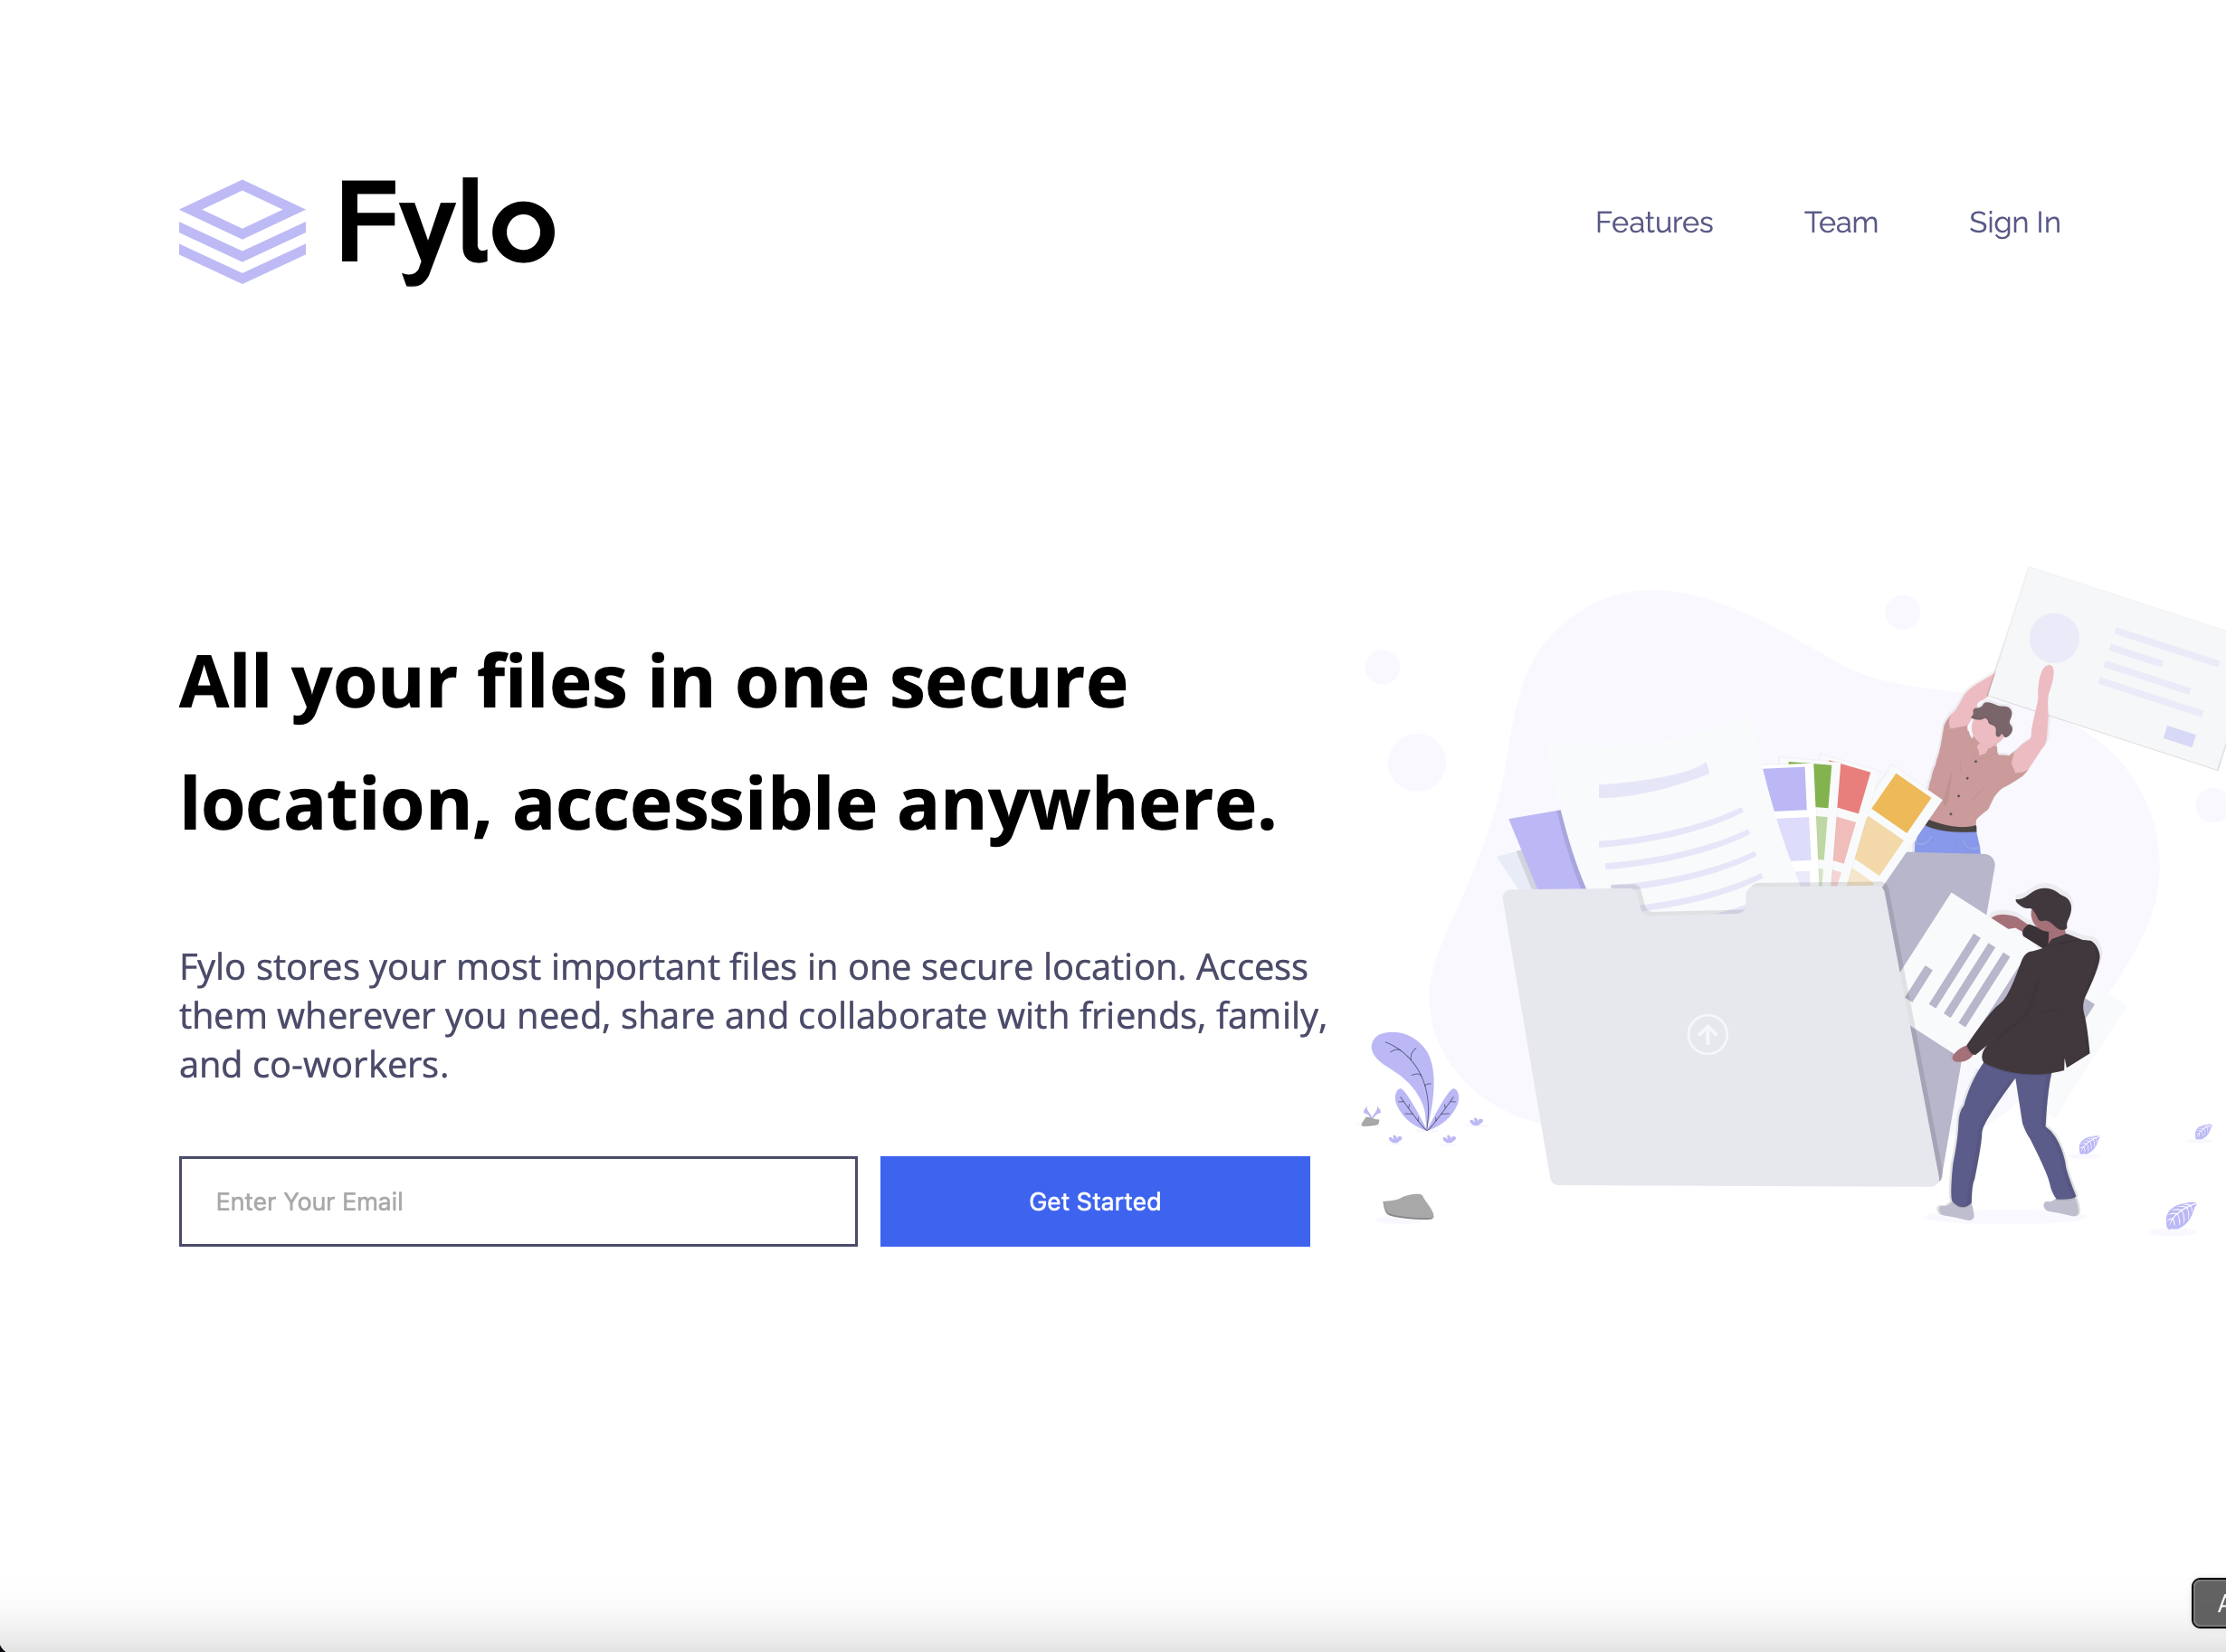 Fylo
Features Team Sign In
All your files in one secure
location, accessible anywhere.
Fylo stores your most important files in one secure location. Access
them wherever you need, share and collaborate with friends, family,
and co-workers.
Enter Your Email
Get Started